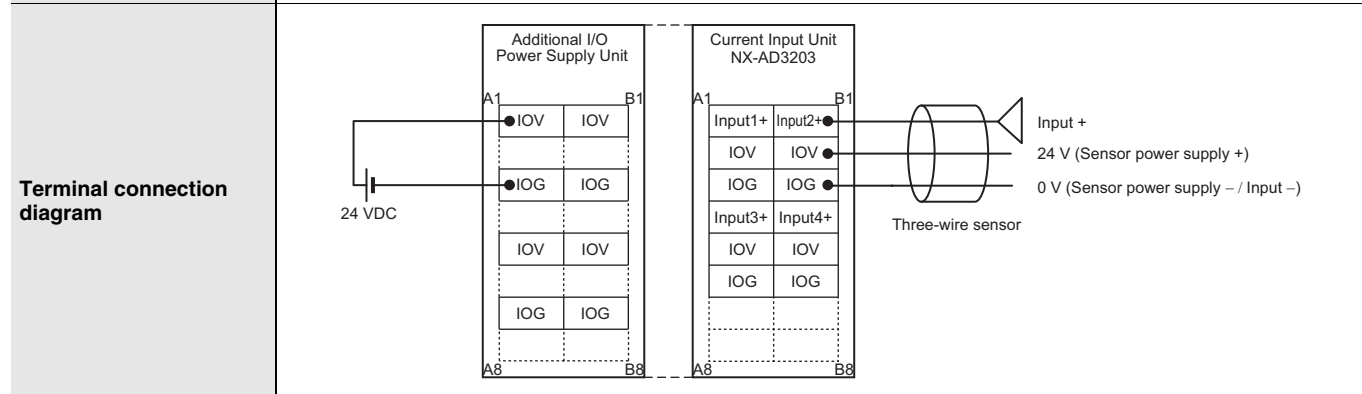 Terminal connection
diagram
Additional I/O
Power Supply Unit
A1 B1
IOV IOV
IOG IOG
IOV IOV
IOG IOG
A8 B8
24 VDC
Current Input Unit
NX-AD3203
A1 B1
Input1+ Input2+
IOV IOV
IOG IOG
Input3+ Input4+
IOV IOV
IOG IOG
A8 B8
Input +
24 V (Sensor power supply +)
0 V (Sensor power supply – / Input –)
Three-wire sensor